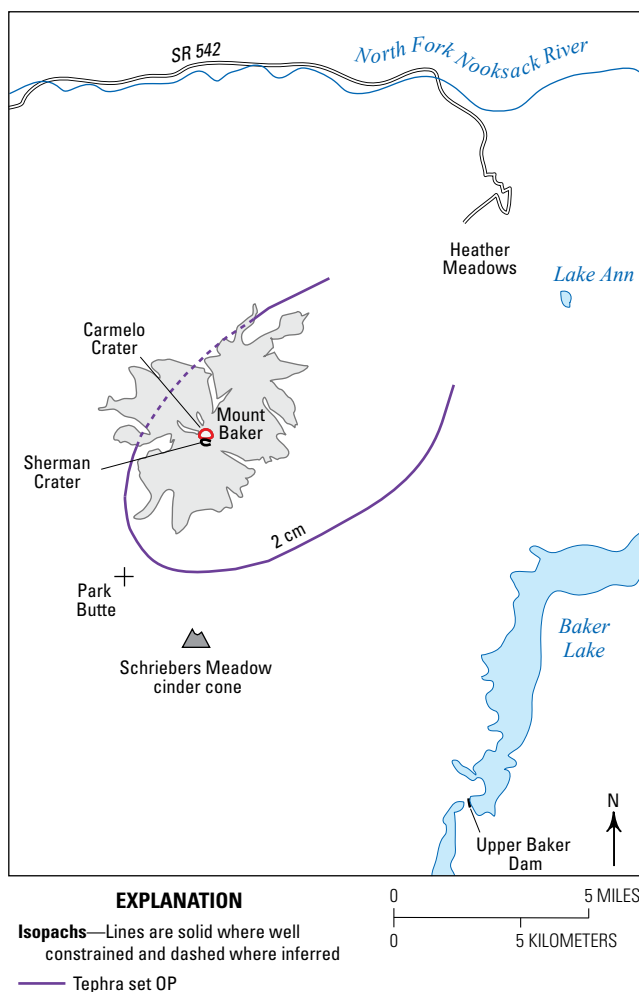 SR 542
North Fork Nooksack River
Heather
Meadows
Lake Ann
Carmelo
Crater
Mount
Baker
Sherman
Crater
2 cm
Park
Butte
Schriebers Meadow
cinder cone
Baker
Lake
N
Upper Baker
Dam
EXPLANATION
Isopachs—Lines are solid where well
constrained and dashed where inferred
Tephra set OP
0 5 MILES
0 5 KILOMETERS